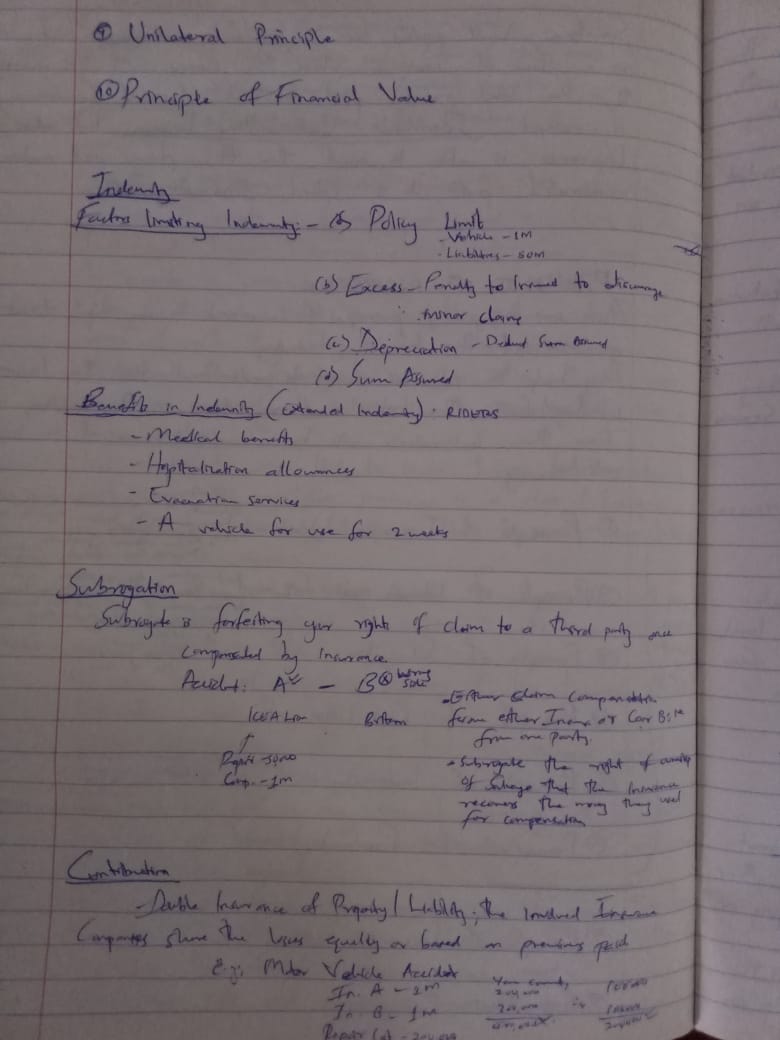 ⑨ Unilateral Principle
⑩ Principle of Financial Value
Indemnity
Factors limiting Indemnity:- (a) Policy Limit
- Vehicle - 1M
- Liabilities - 50M
(b) Excess - Penalty to Insured to discourage
minor claims
(c) Depreciation - Deduct Sum Assured
(d) Sum Assured
Benefits in Indemnity (Extended Indemnity). RIDERS
- Medical benefits
- Hospitalization allowances
- Evacuation services
- A vehicle for use for 2 weeks
Subrogation
Subrogate is forfeiting your right of claim to a third party once
compensated by Insurance.
Accident: A - B wrong side
ICEA Lion Britam
Repair
Comp. - 1m
• Either claim compensation
from either Insur or Car B
from one party.
• Subrogate the right of
of Salvage that the Insurance
recovers the money they used
for compensation
Contribution
- Double Insurance of Property / Liability; the Involved Insurance
Companies share the losses equally or based on premiums paid
E.g. Motor Vehicle Accident
In. A - 2m
In. B - 1m
200,000
Repair